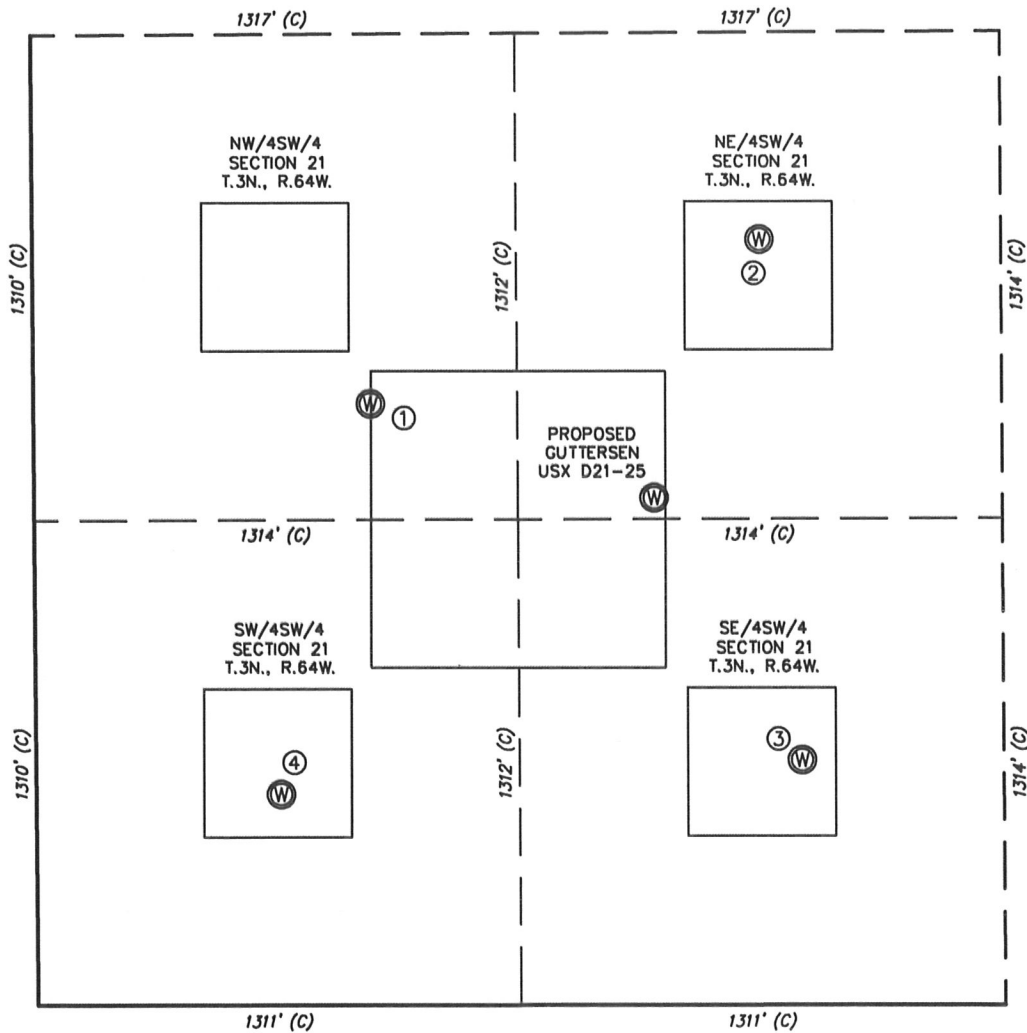 1317' (C)
1317' (C)
NW/4SW/4
SECTION 21
T.3N., R.64W.
NE/4SW/4
SECTION 21
T.3N., R.64W.
W
2
1310' (C)
1312' (C)
1314' (C)
W
1
PROPOSED
GUTTERSEN
USX D21-25
W
1314' (C)
1314' (C)
SW/4SW/4
SECTION 21
T.3N., R.64W.
SE/4SW/4
SECTION 21
T.3N., R.64W.
4
W
3
W
1310' (C)
1312' (C)
1314' (C)
1311' (C)
1311' (C)